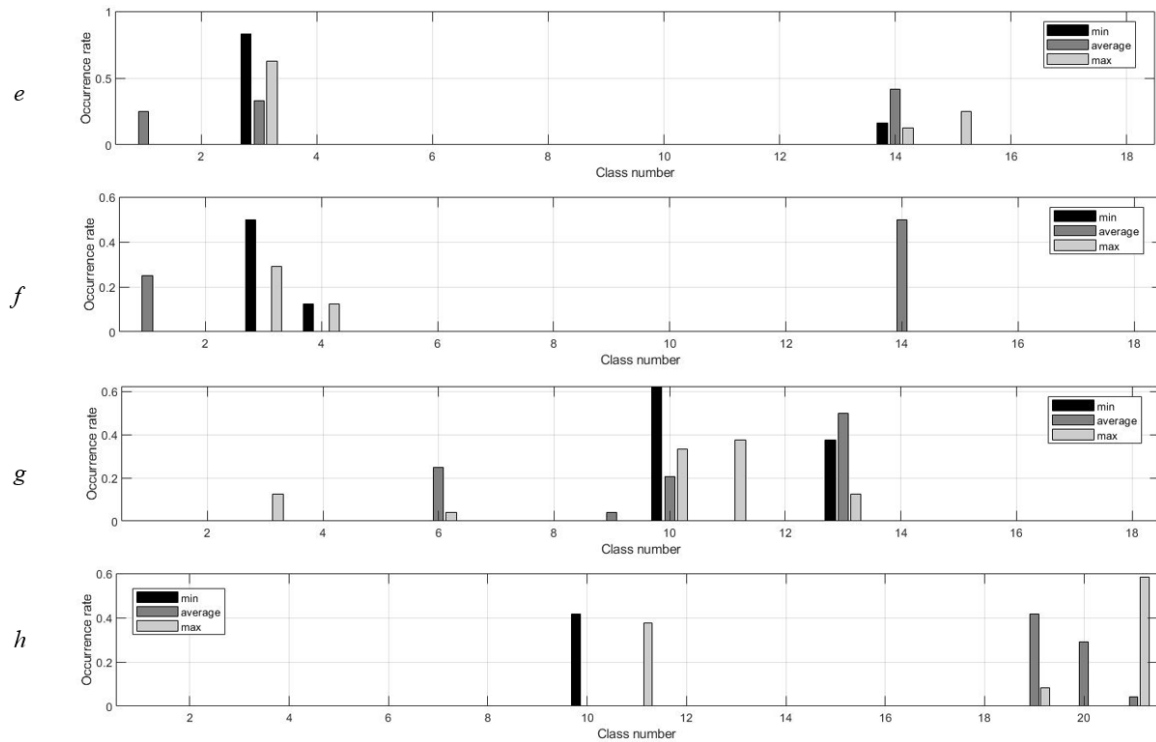 e
Occurrence rate
1
0.5
0
min
average
max
2 4 6 8 10 12 14 16 18
Class number
f
Occurrence rate
0.6
0.4
0.2
0
min
average
max
2 4 6 8 10 12 14 16 18
Class number
g
Occurrence rate
0.6
0.4
0.2
0
min
average
max
2 4 6 8 10 12 14 16 18
Class number
h
Occurrence rate
0.6
0.4
0.2
0
min
average
max
2 4 6 8 10 12 14 16 18 20
Class number